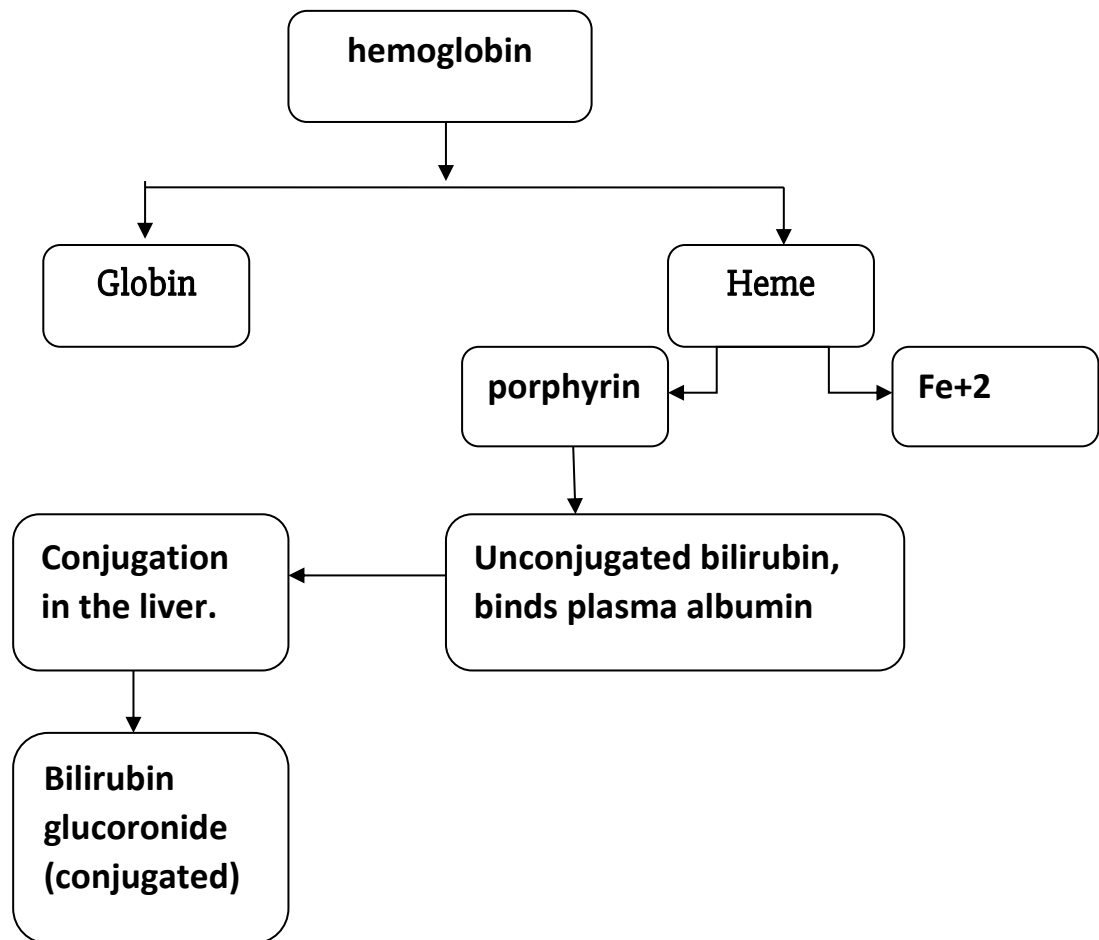 hemoglobin
Globin
Heme
porphyrin
Fe+2
Conjugation
in the liver.
Unconjugated bilirubin,
binds plasma albumin
Bilirubin
glucoronide
(conjugated)